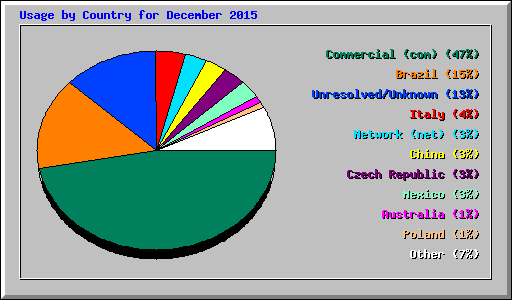 Usage by Country for December 2015
Commercial (com) (47%)
Brazil (15%)
Unresolved/Unknown (13%)
Italy (4%)
Network (net) (3%)
China (3%)
Czech Republic (3%)
Mexico (3%)
Australia (1%)
Poland (1%)
Other (7%)